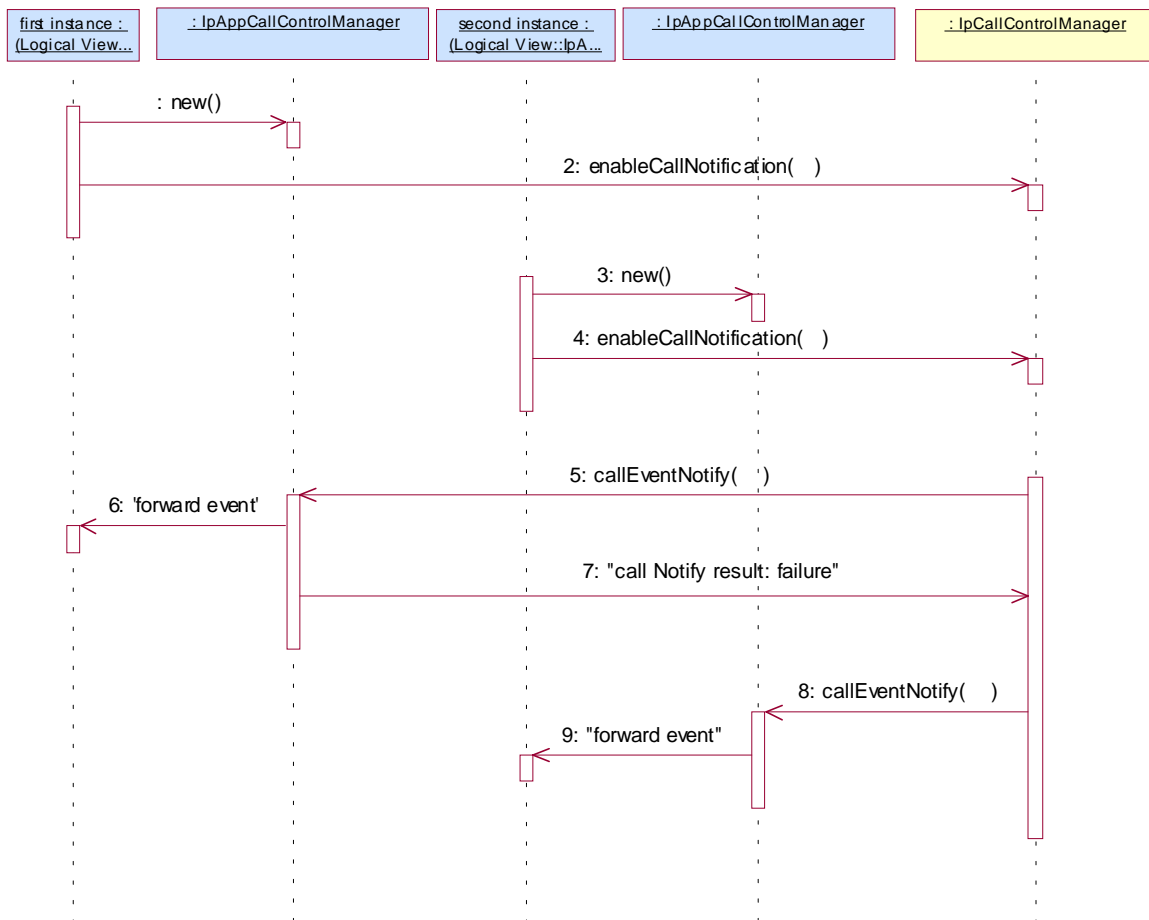 first instance :
(Logical View...
: IpAppCallControlManager
second instance :
(Logical View::IpA...
: IpAppCallControlManager
: IpCallControlManager
: new()
2: enableCallNotification( )
3: new()
4: enableCallNotification( )
5: callEventNotify( )
6: 'forward event'
7: "call Notify result: failure"
8: callEventNotify( )
9: "forward event"